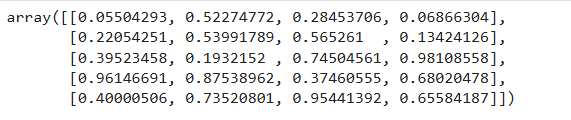 array([[0.05504293, 0.52274772, 0.28453706, 0.06866304],
[0.22054251, 0.53991789, 0.565261  , 0.13424126],
[0.39523458, 0.1932152 , 0.74504561, 0.98108558],
[0.96146691, 0.87538962, 0.37460555, 0.68020478],
[0.40000506, 0.73520801, 0.95441392, 0.65584187]])